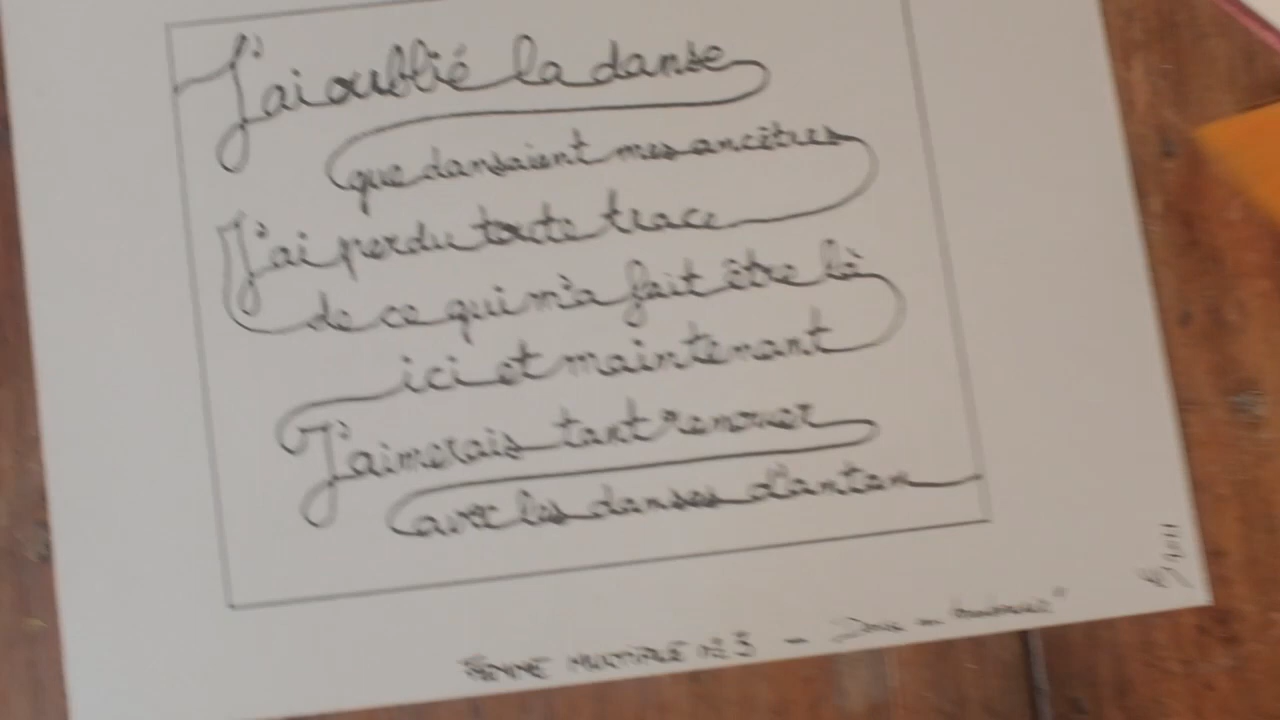 J'ai oublié la danse
que dansaient mes ancêtres
J'ai perdu toute trace
de ce qui m'a fait être là
ici et maintenant
J'aimerais tant renouer
avec les danses d'antan
n°3 -